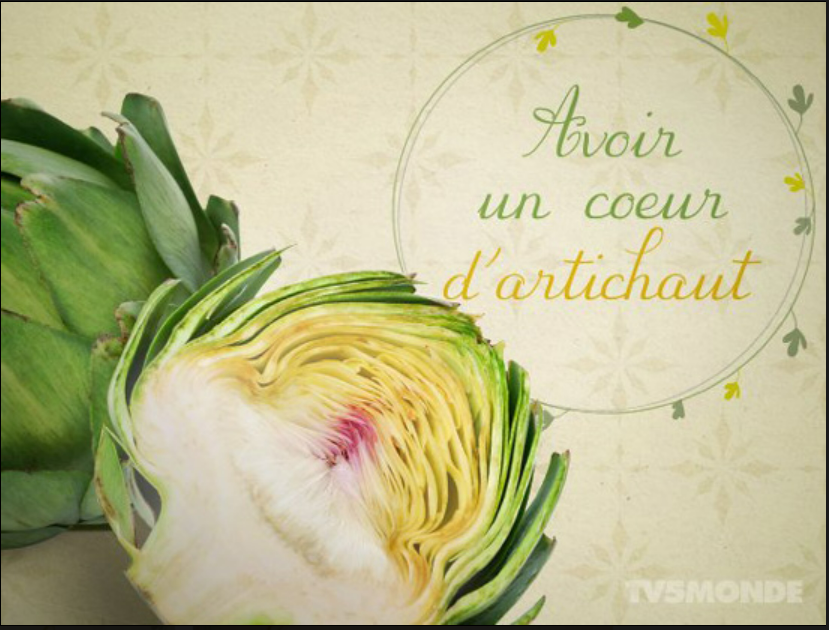 Avoir
un coeur
d'artichaut
TV5MONDE